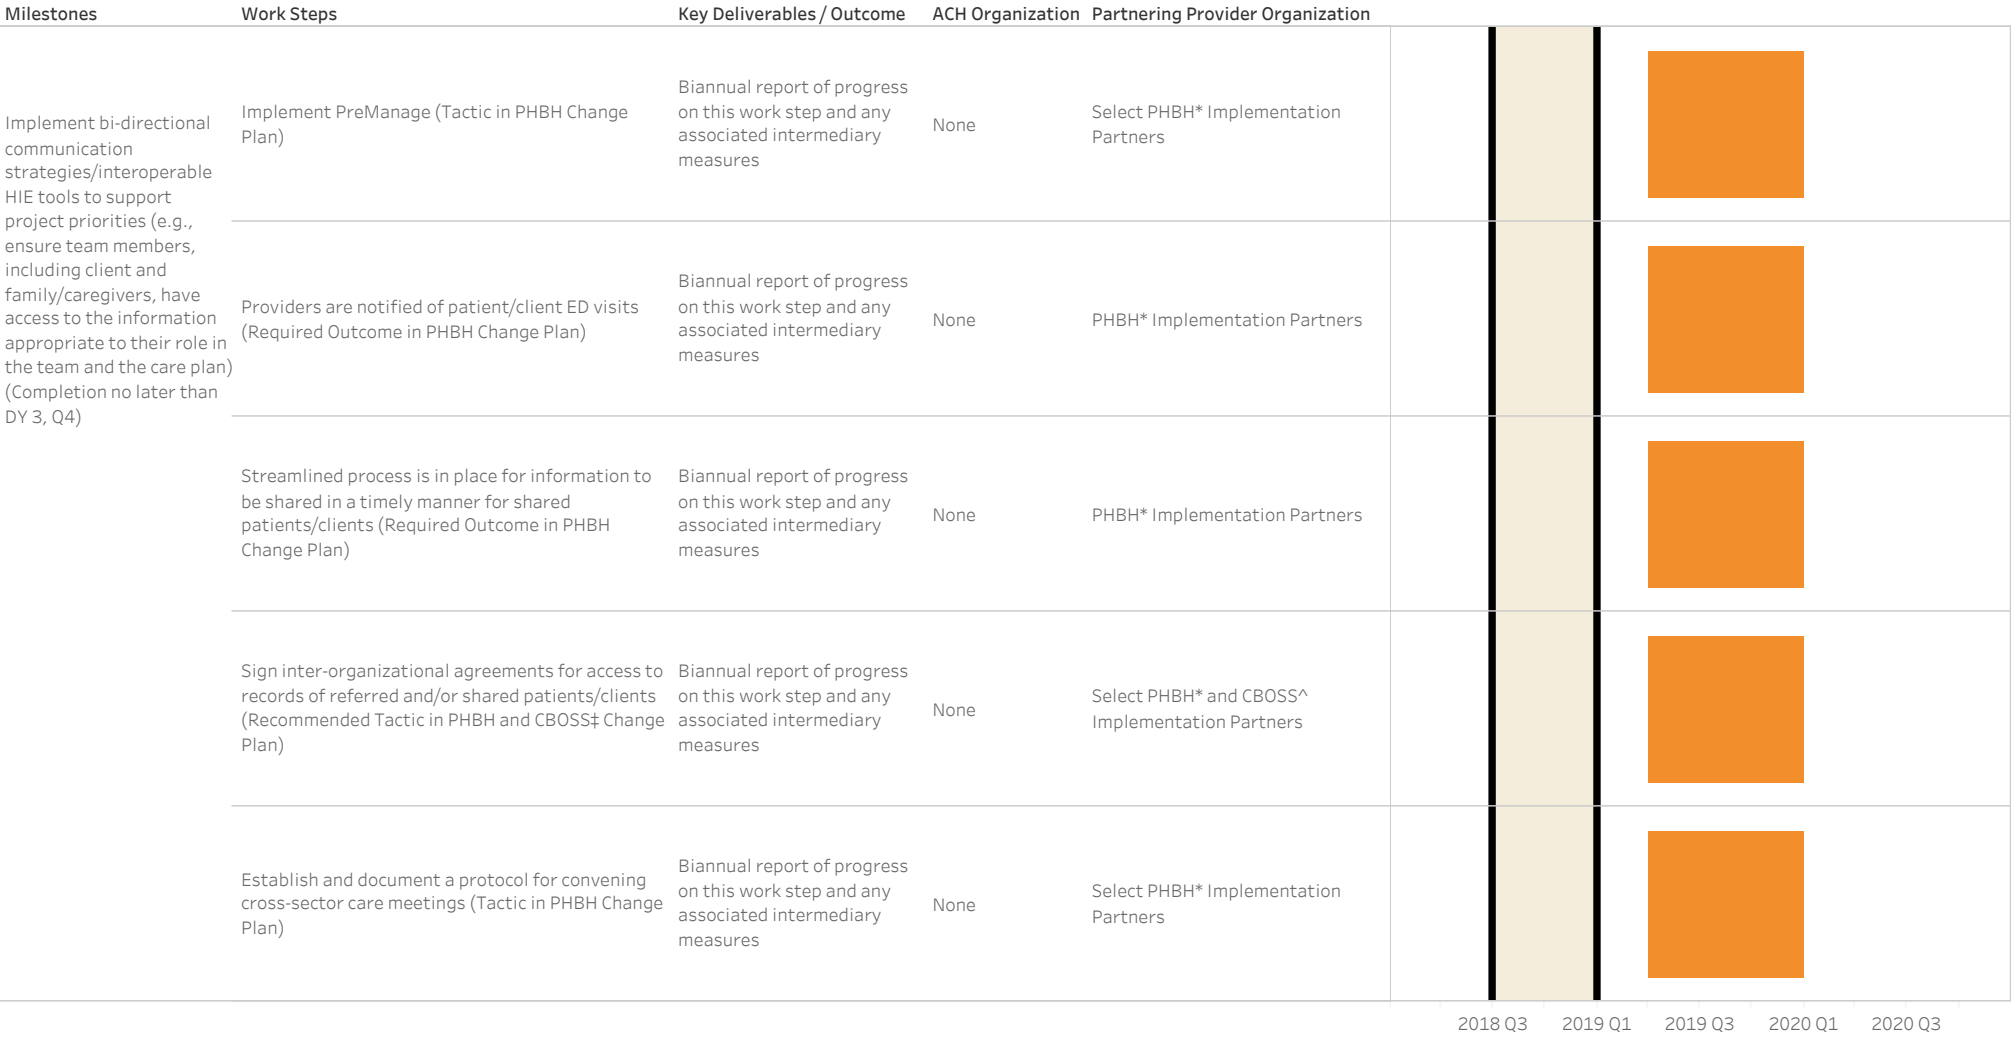 Milestones
Work Steps
Key Deliverables / Outcome
ACH Organization
Partnering Provider Organization
Implement bi-directional
communication
strategies/interoperable
HIE tools to support
project priorities (e.g.,
ensure team members,
including client and
family/caregivers, have
access to the information
appropriate to their role in
the team and the care plan)
(Completion no later than
DY 3, Q4)
Implement PreManage (Tactic in PHBH Change
Plan)
Biannual report of progress
on this work step and any
associated intermediary
measures
None
Select PHBH* Implementation
Partners
Providers are notified of patient/client ED visits
(Required Outcome in PHBH Change Plan)
Biannual report of progress
on this work step and any
associated intermediary
measures
None
PHBH* Implementation Partners
Streamlined process is in place for information to
be shared in a timely manner for shared
patients/clients (Required Outcome in PHBH
Change Plan)
Biannual report of progress
on this work step and any
associated intermediary
measures
None
PHBH* Implementation Partners
Sign inter-organizational agreements for access to
records of referred and/or shared patients/clients
(Recommended Tactic in PHBH and CBOSS‡ Change
Plan)
Biannual report of progress
on this work step and any
associated intermediary
measures
None
Select PHBH* and CBOSS^
Implementation Partners
Establish and document a protocol for convening
cross-sector care meetings (Tactic in PHBH Change
Plan)
Biannual report of progress
on this work step and any
associated intermediary
measures
None
Select PHBH* Implementation
Partners
2018 Q3
2019 Q1
2019 Q3
2020 Q1
2020 Q3